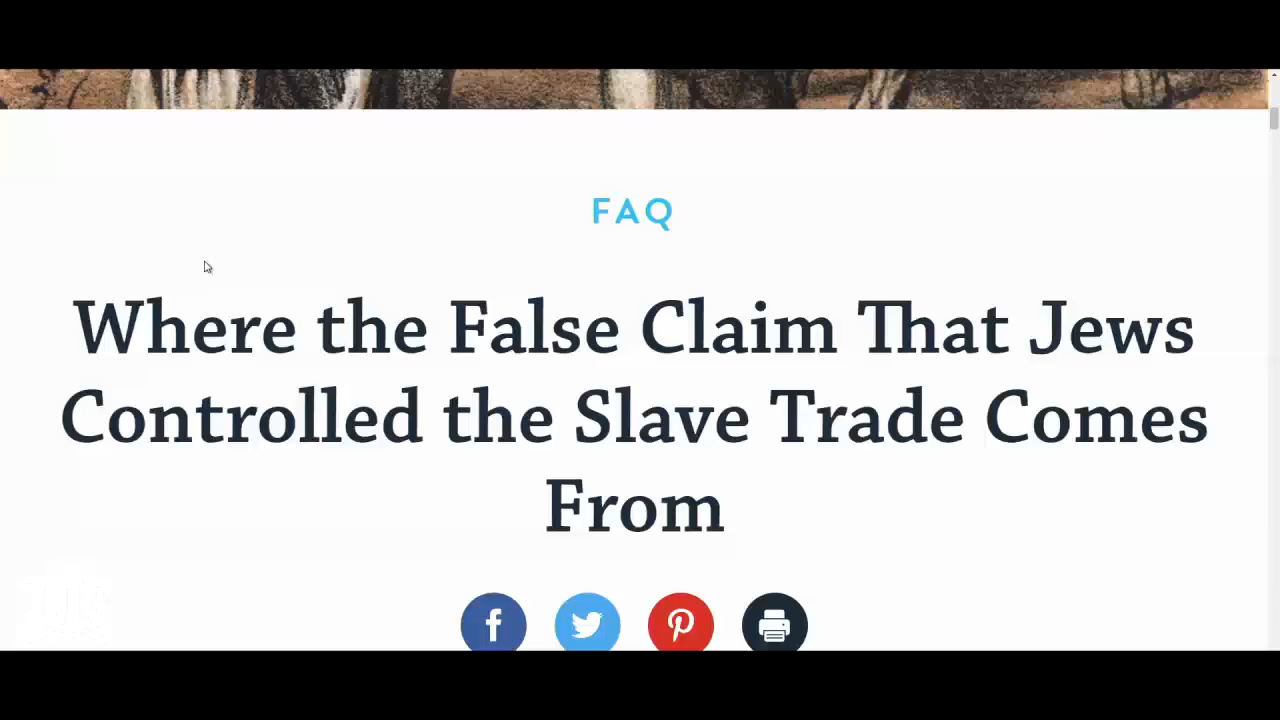 FAQ
Where the False Claim That Jews
Controlled the Slave Trade Comes
From